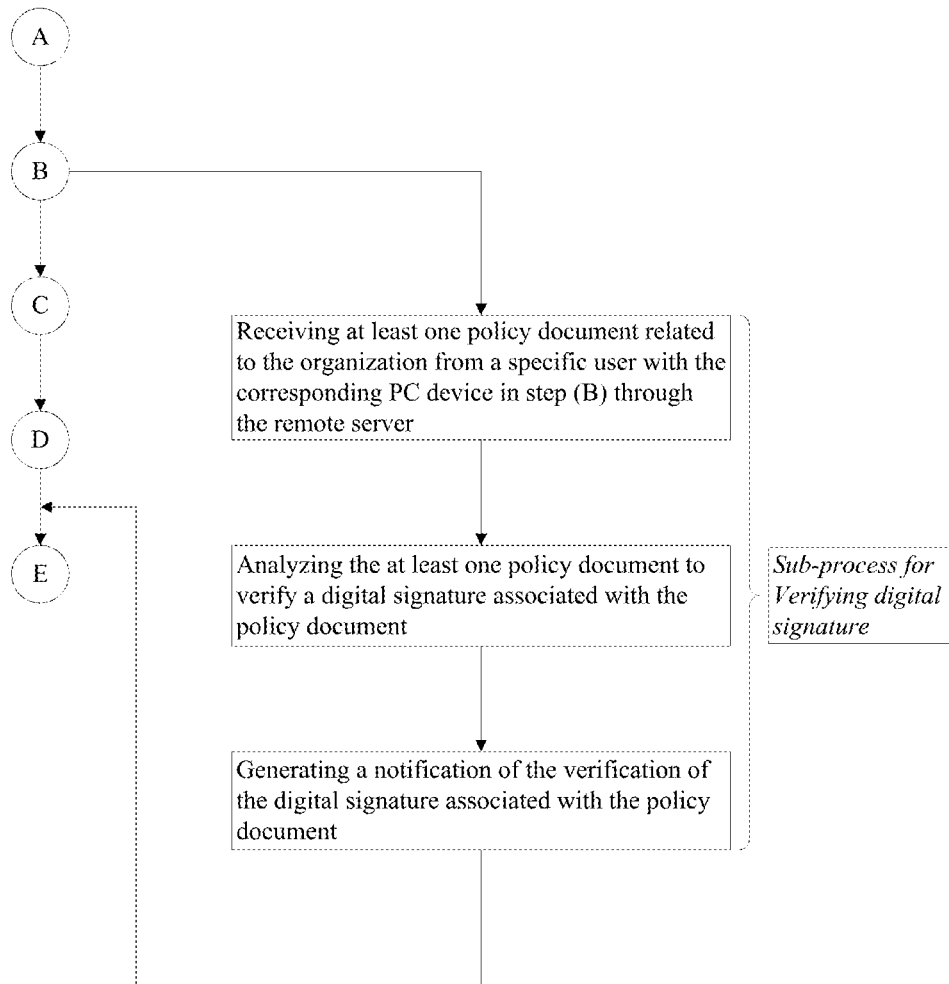 A
B
C
D
E
Receiving at least one policy document related
to the organization from a specific user with the
corresponding PC device in step (B) through
the remote server
Analyzing the at least one policy document to
verify a digital signature associated with the
policy document
Generating a notification of the verification of
the digital signature associated with the policy
document
Sub-process for
Verifying digital
signature